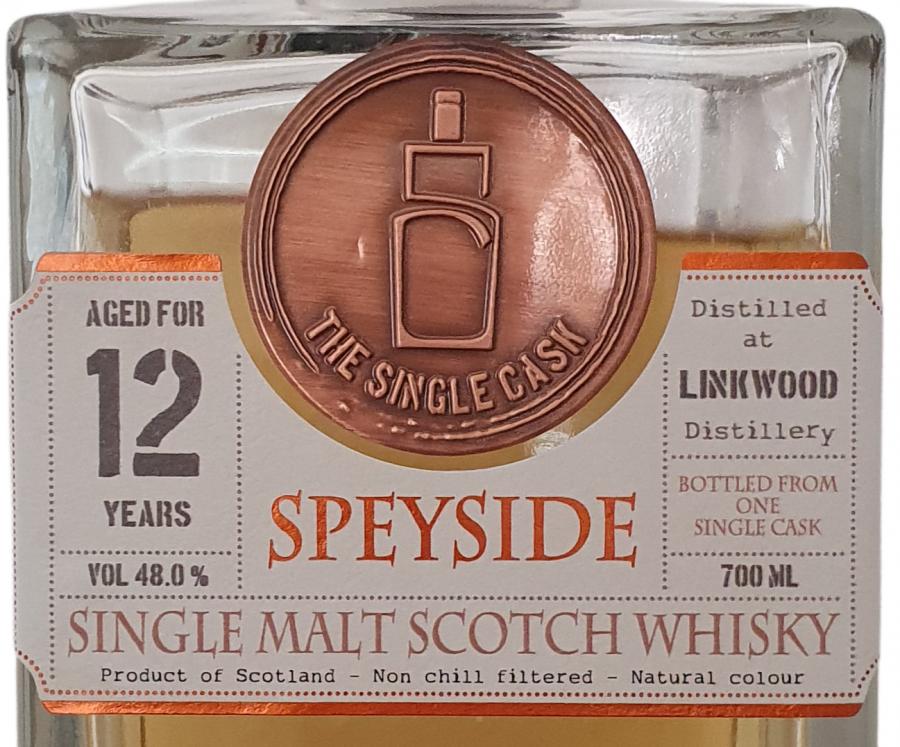 THE SINGLE CASK
AGED FOR
12
YEARS
VOL 48.0 %
SPEYSIDE
Distilled
at
LINKWOOD
Distillery
BOTTLED FROM
ONE
SINGLE CASK
700 ML
SINGLE MALT SCOTCH WHISKY
Product of Scotland - Non chill filtered - Natural colour